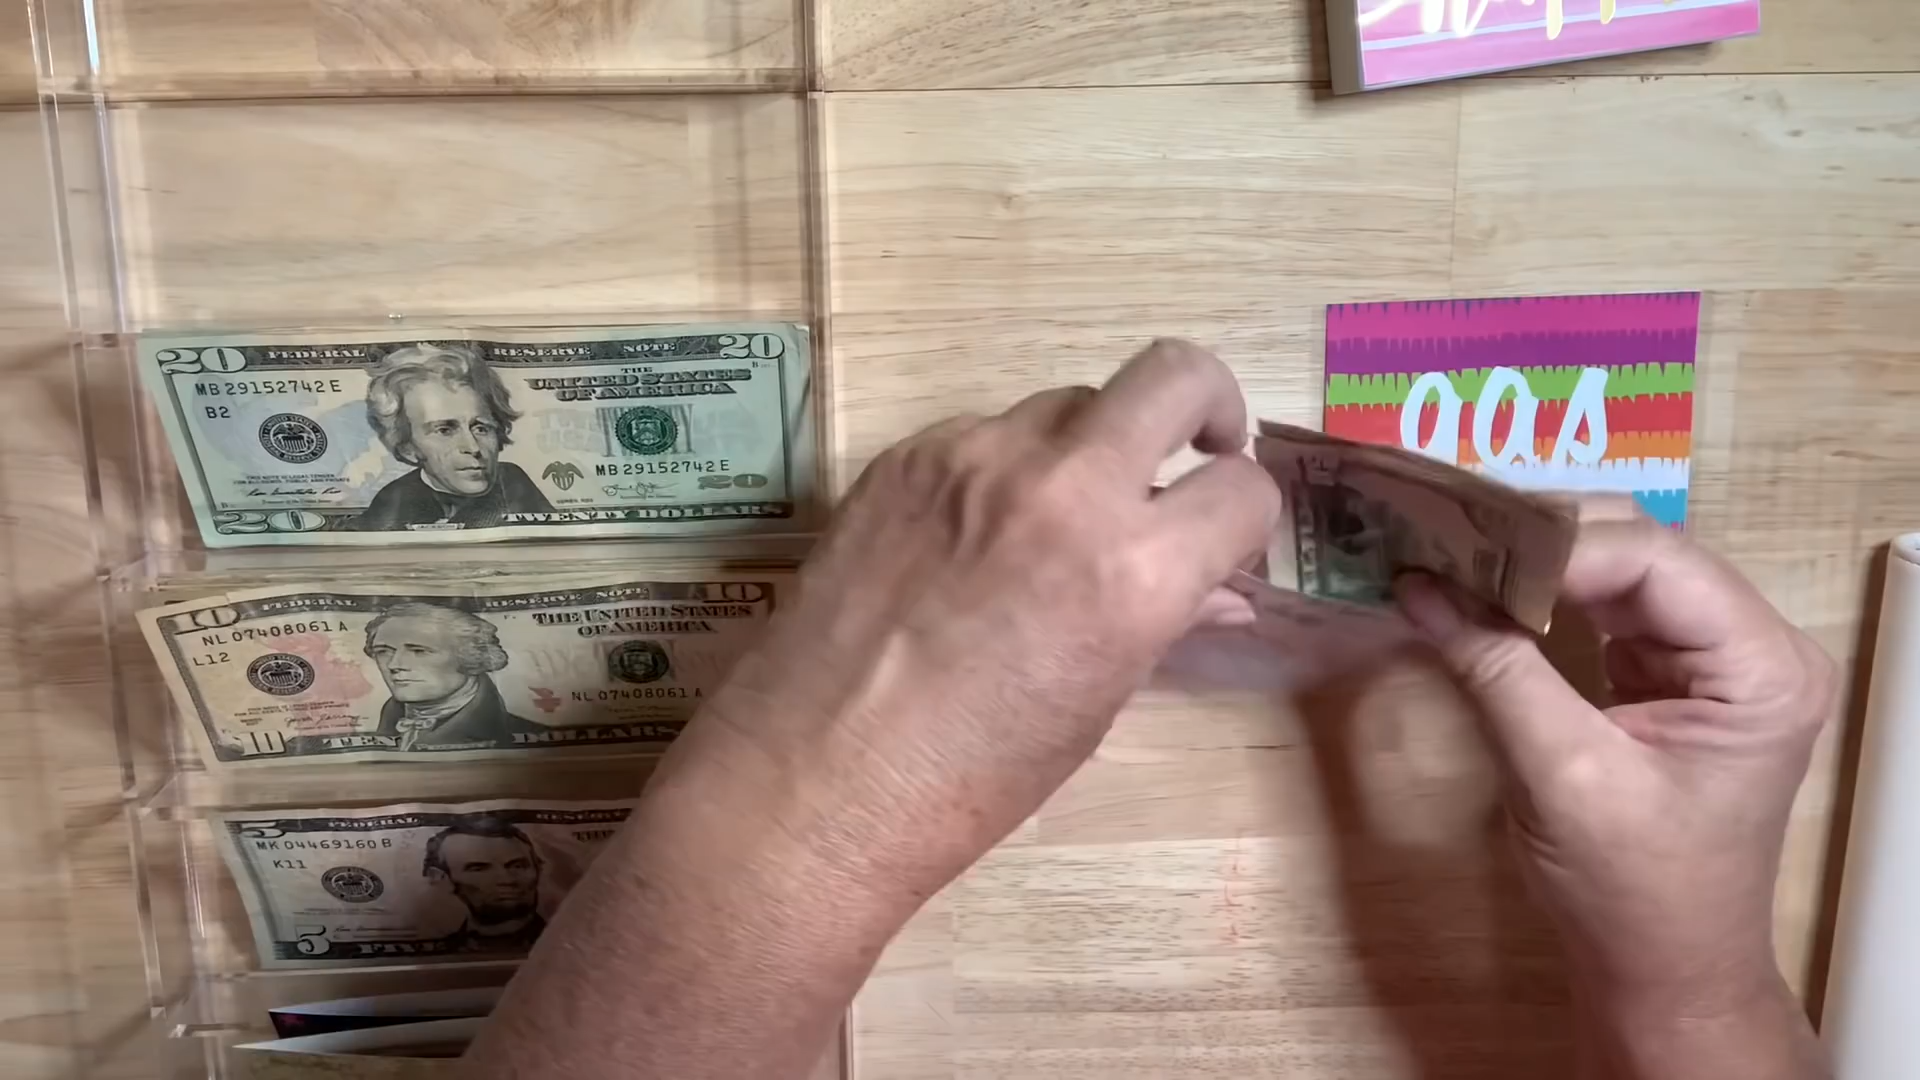 20 FEDERAL RESERVE NOTE 20
THE
UNITED STATES
OF AMERICA
MB 29152742 E
B2
MB 29152742 E
20
JACKSON
20 TWENTY DOLLARS
10 FEDERAL RESERVE NOTE 10
THE UNITED STATES
OF AMERICA
NL 07408061 A
L12
NL 07408061 A
10 TEN DOLLARS
5 FEDERAL RESERVE
MK 04469160 B
K11
5 FIVE
gas